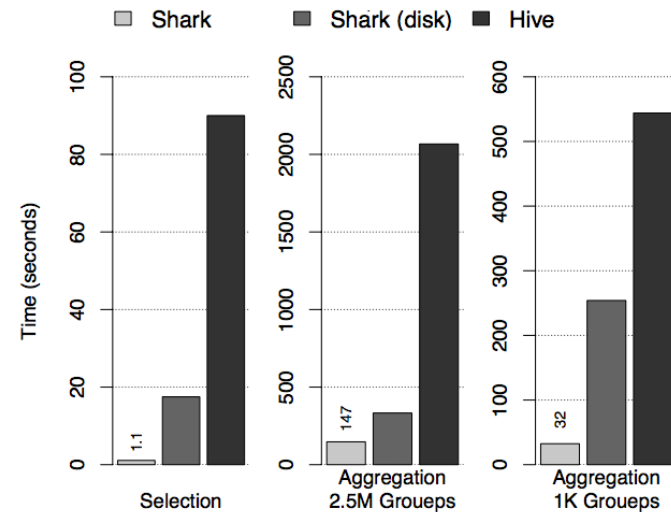 Shark Shark (disk) Hive
Time (seconds)
0 20 40 60 80 100
1.1
Selection
0 500 1000 1500 2000 2500
147
Aggregation
2.5M Groueps
0 100 200 300 400 500 600
32
Aggregation
1K Groueps